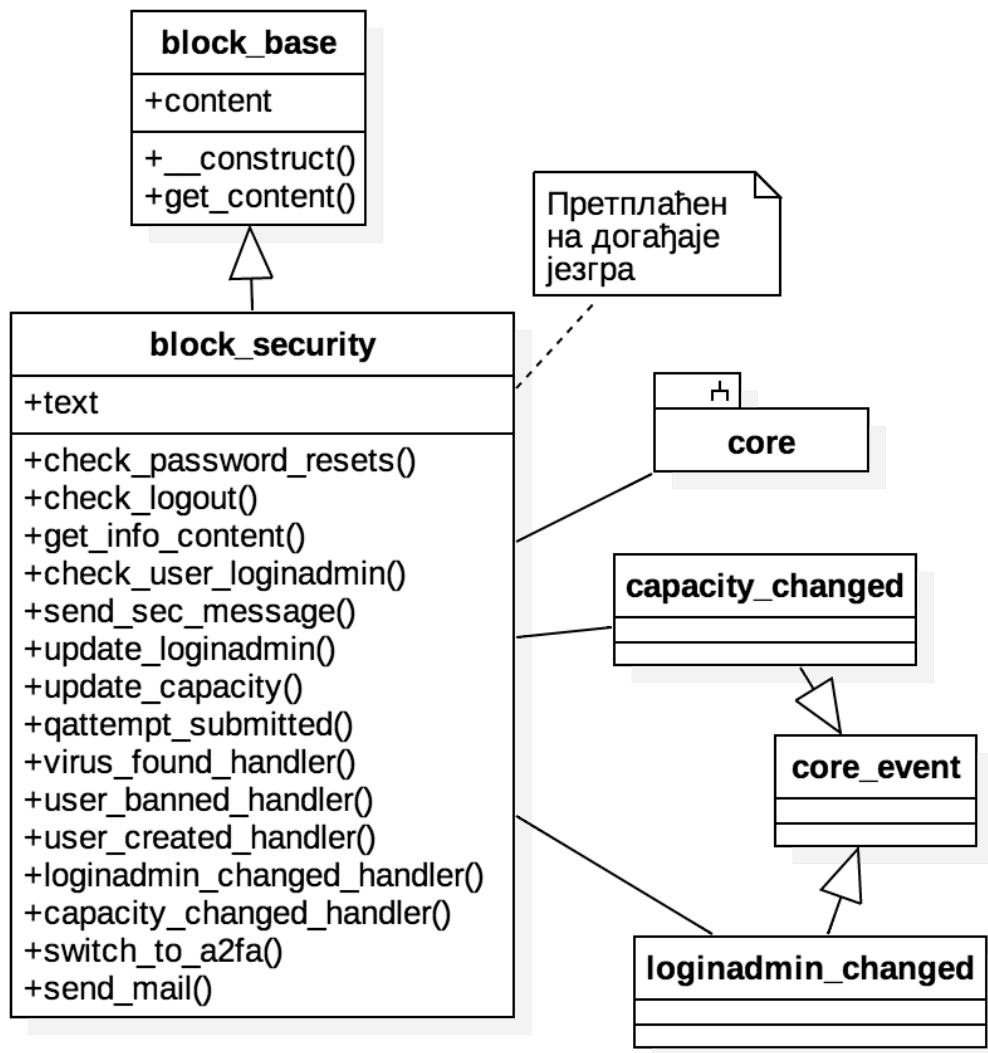 block_base
+content
+__construct()
+get_content()
Претплаћен
на догађаје
језгра
block_security
+text
+check_password_resets()
+check_logout()
+get_info_content()
+check_user_loginadmin()
+send_sec_message()
+update_loginadmin()
+update_capacity()
+qattempt_submitted()
+virus_found_handler()
+user_banned_handler()
+user_created_handler()
+loginadmin_changed_handler()
+capacity_changed_handler()
+switch_to_a2fa()
+send_mail()
core
capacity_changed
core_event
loginadmin_changed